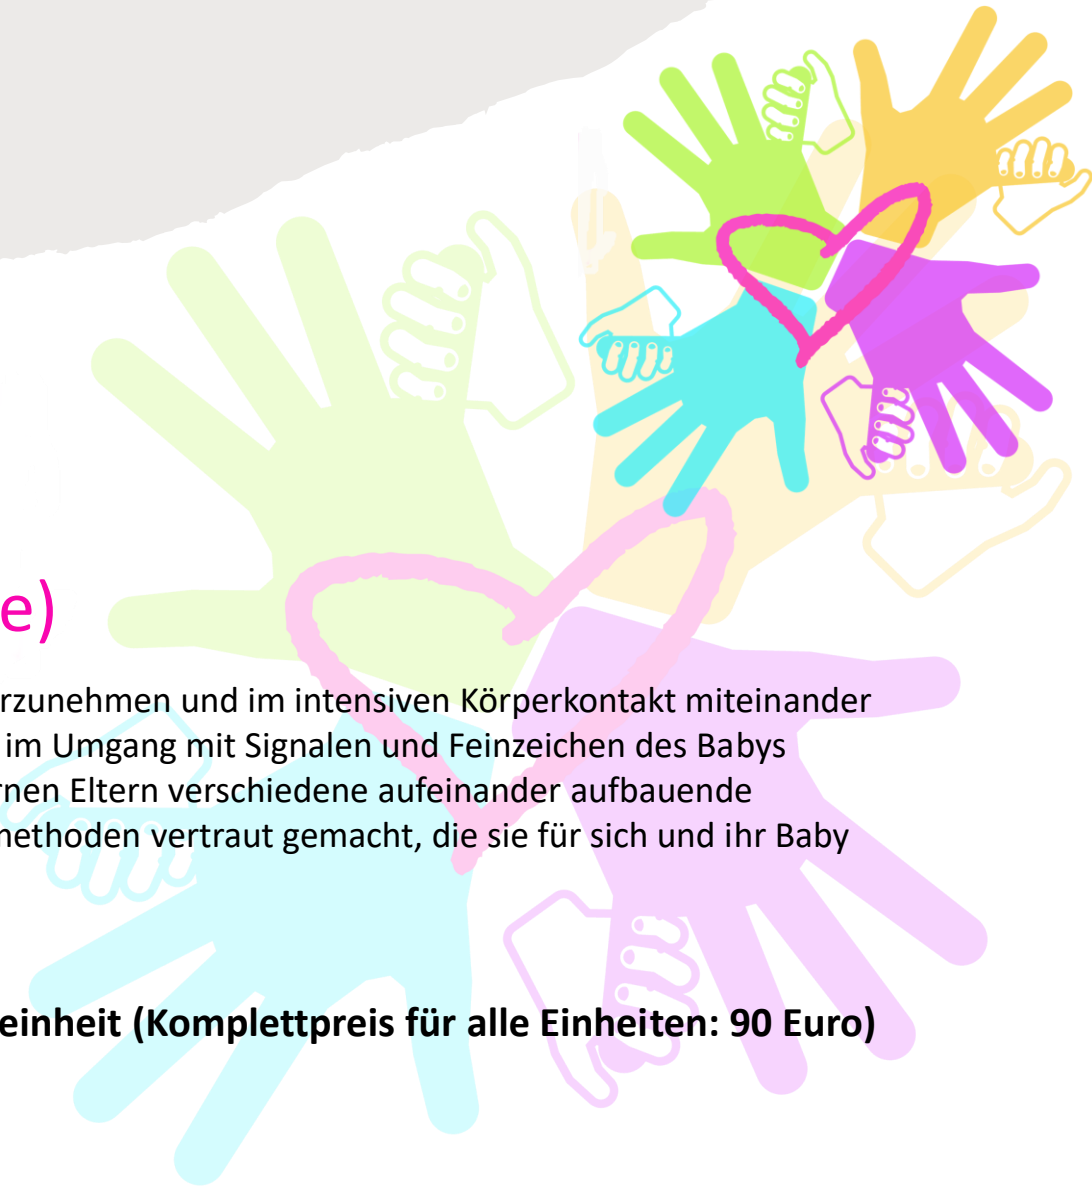 e)
rzunehmen und im intensiven Körperkontakt miteinander
im Umgang mit Signalen und Feinzeichen des Babys
rnen Eltern verschiedene aufeinander aufbauende
methoden vertraut gemacht, die sie für sich und ihr Baby
einheit (Komplettpreis für alle Einheiten: 90 Euro)